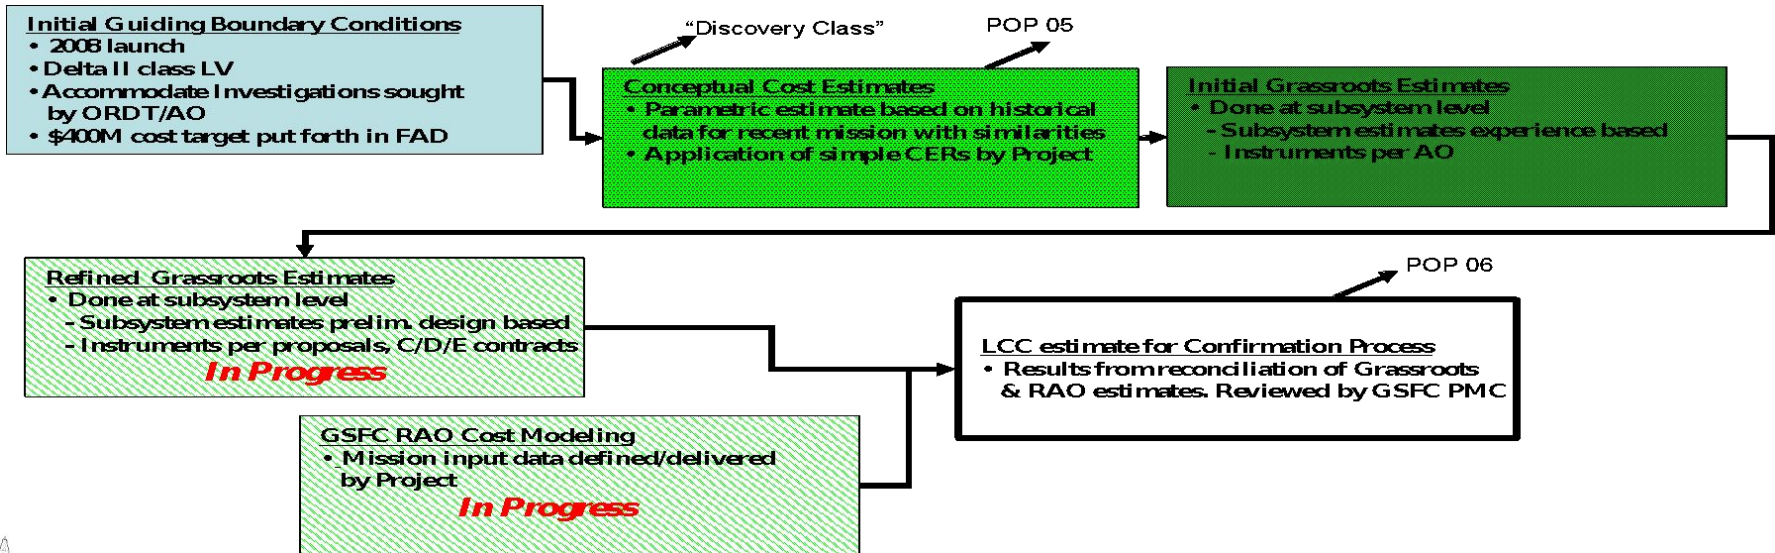 Initial Guiding Boundary Conditions
• 2008 launch
• Delta II class LV
• Accommodate Investigations sought
by ORDT/AO
• $400M cost target put forth in FAD
“Discovery Class”
POP 05
Conceptual Cost Estimates
• Parametric estimate based on historical
data for recent mission with similarities
• Application of simple CERs by Project
Initial Grassroots Estimates
• Done at subsystem level
- Subsystem estimates experience based
- Instruments per AO
Refined Grassroots Estimates
• Done at subsystem level
- Subsystem estimates prelim. design based
- Instruments per proposals, C/D/E contracts
In Progress
GSFC RAO Cost Modeling
• Mission input data defined/delivered
by Project
In Progress
POP 06
LCC estimate for Confirmation Process
• Results from reconciliation of Grassroots
& RAO estimates. Reviewed by GSFC PMC